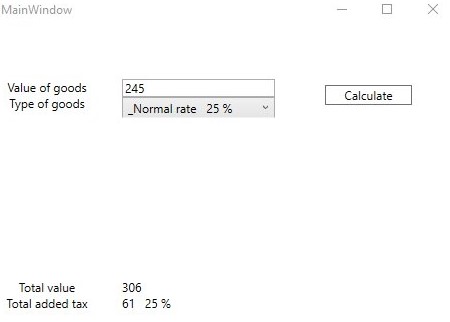 MainWindow
Value of goods 245
Type of goods _Normal rate 25 %
Calculate
Total value 306
Total added tax 61 25 %